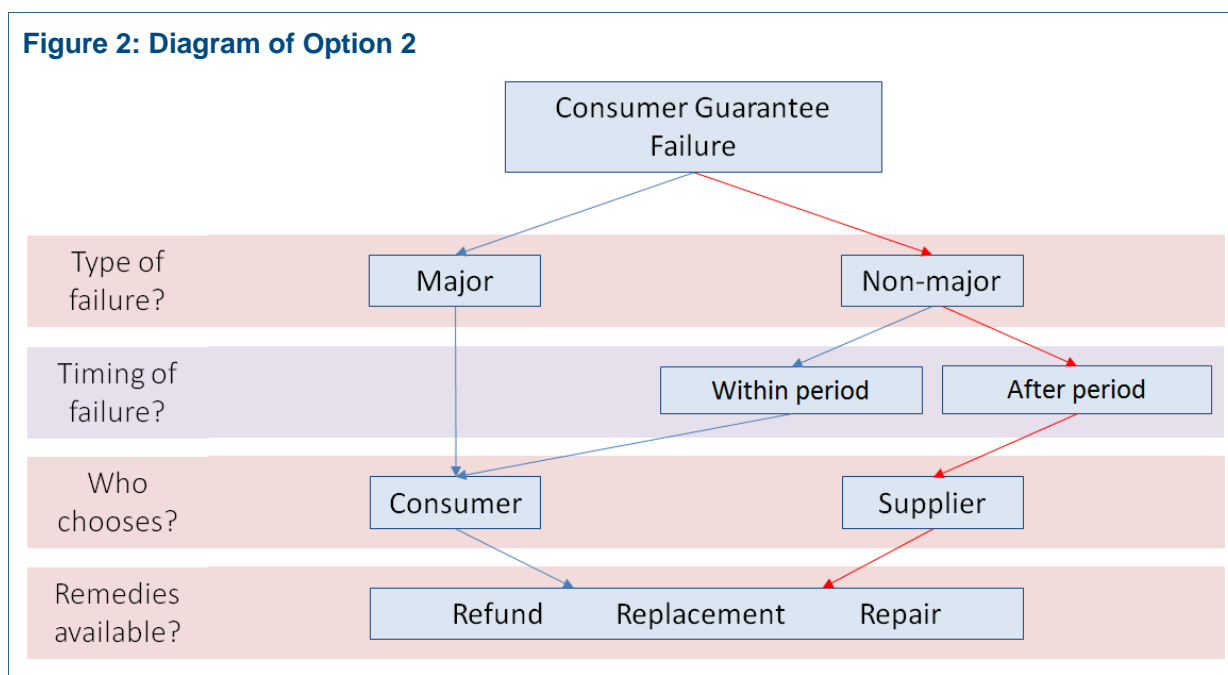 Figure 2: Diagram of Option 2
Consumer Guarantee
Failure
Type of
failure?
Major
Non-major
Timing of
failure?
Within period
After period
Who
chooses?
Consumer
Supplier
Remedies
available?
Refund Replacement Repair